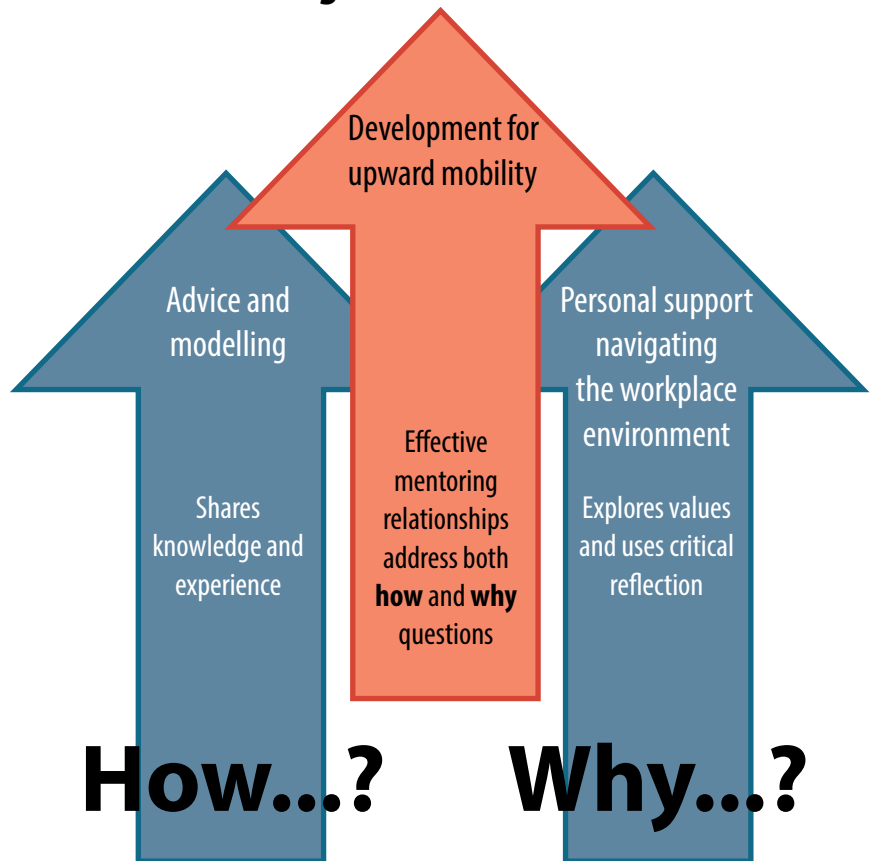 Development for
upward mobility
Effective
mentoring
relationships
address both
how and why
questions
Advice and
modelling
Shares
knowledge and
experience
How...?
Personal support
navigating
the workplace
environment
Explores values
and uses critical
reflection
Why...?